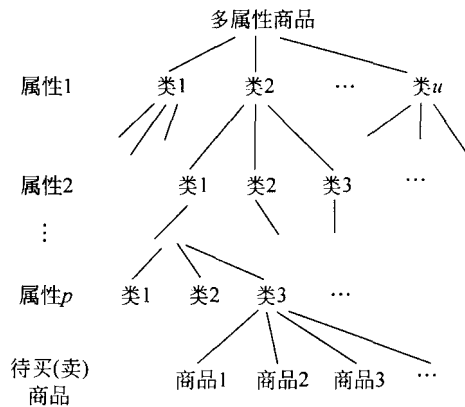 多属性商品
属性1 类1 类2 … 类u
属性2 类1 类2 类3 …
⋮
属性p 类1 类2 类3 …
待买(卖)商品 商品1 商品2 商品3 …